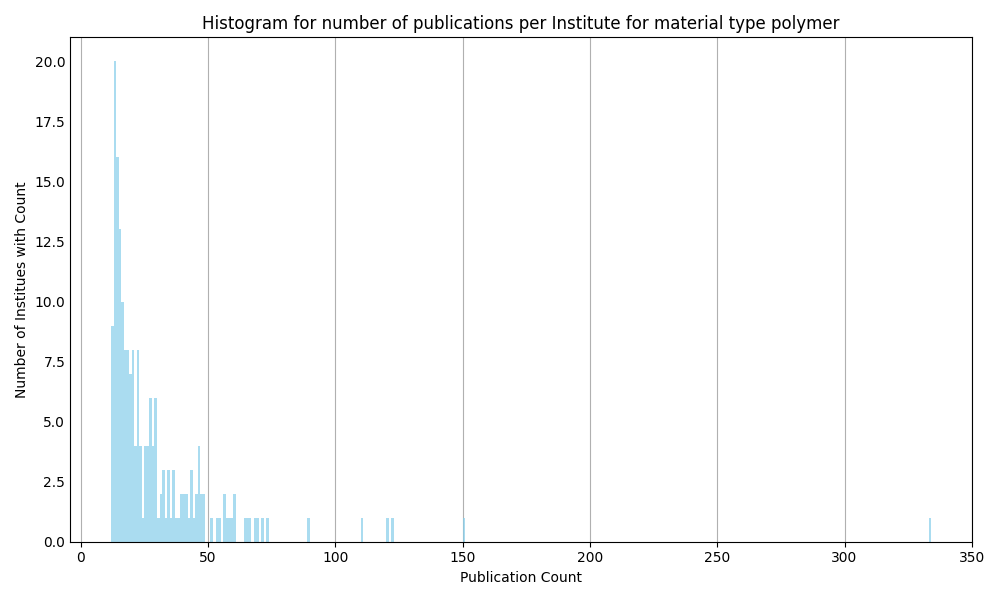 Histogram for number of publications per Institute for material type polymer
20.0
17.5
15.0
12.5
10.0
7.5
5.0
2.5
0.0
Number of Institues with Count
0 50 100 150 200 250 300 350
Publication Count